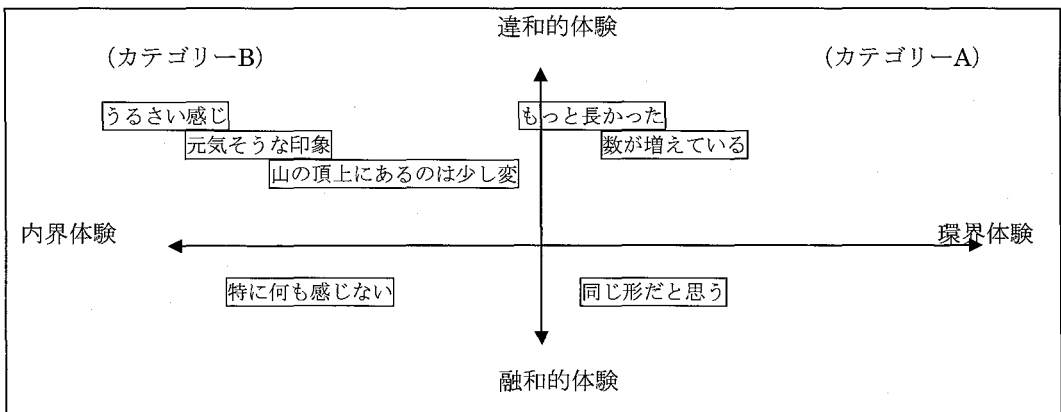 違和的体験
（カテゴリーB）
（カテゴリーA）
うるさい感じ
もっと長かった
元気そうな印象
数が増えている
山の頂上にあるのは少し変
内界体験
環界体験
特に何も感じない
同じ形だと思う
融和的体験